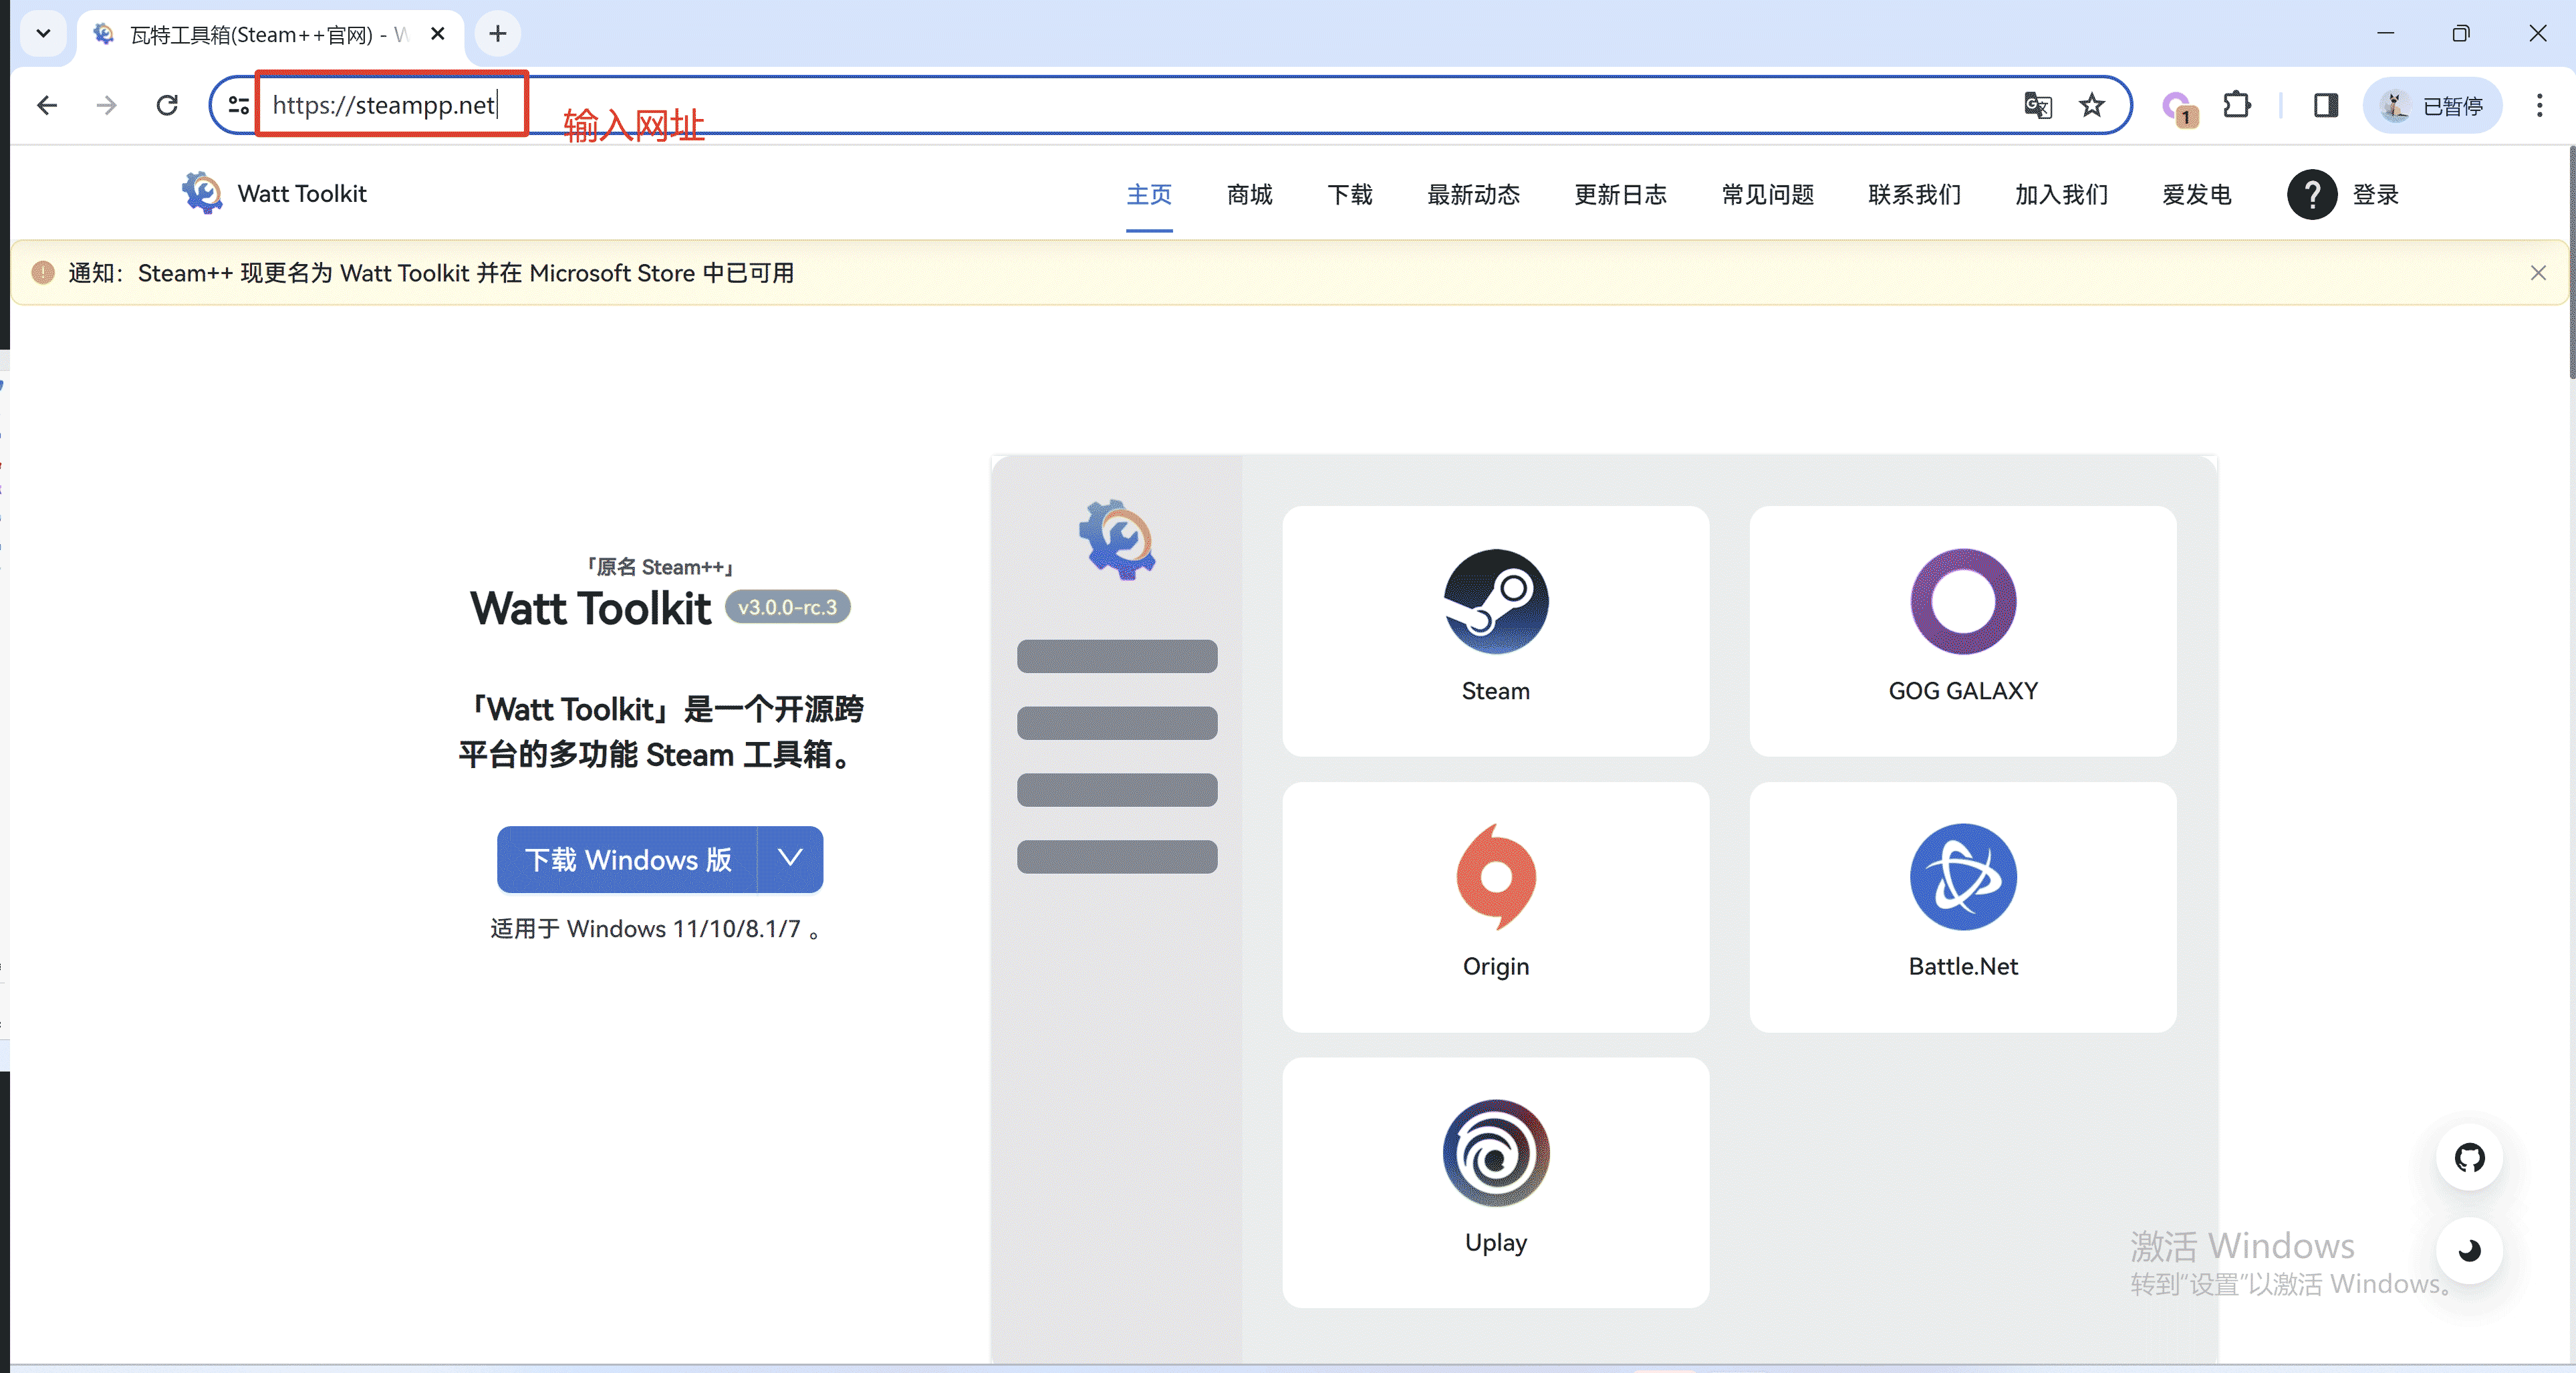 瓦特工具箱(Steam++官网) - W
https://steampp.net
输入网址
1
已暂停
Watt Toolkit
主页
商城
下载
最新动态
更新日志
常见问题
联系我们
加入我们
爱发电
登录
通知： Steam++ 现更名为 Watt Toolkit 并在 Microsoft Store 中已可用
「原名 Steam++」
Watt Toolkit v3.0.0-rc.3
「Watt Toolkit」是一个开源跨
平台的多功能 Steam 工具箱。
下载 Windows 版
适用于 Windows 11/10/8.1/7 。
Steam
GOG GALAXY
Origin
Battle.Net
Uplay
激活 Windows
转到“设置”以激活 Windows。